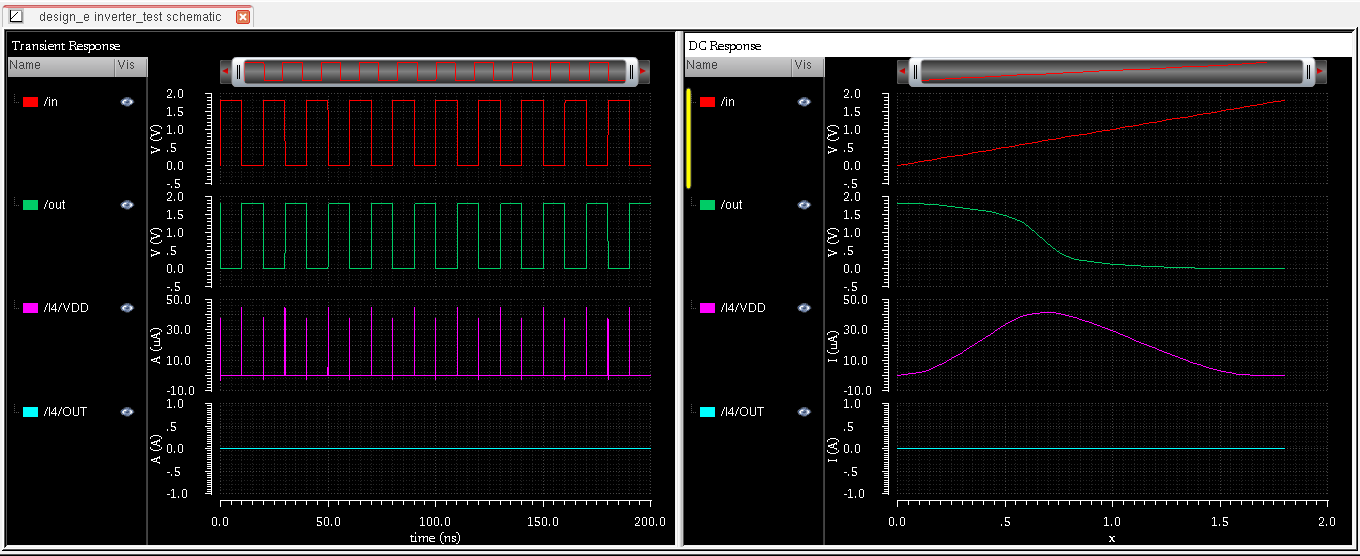 design_e inverter_test schematic
Transient Response
Name Vis
/in
/out
/I4/VDD
/I4/OUT
V (V)
2.0
1.5
1.0
0.0
-.5
V (V)
2.0
1.5
1.0
0.0
-.5
A (uA)
50.0
30.0
10.0
-10.0
A (A)
1.0
.5
0.0
-.5
-1.0
0.0 50.0 100.0 150.0 200.0
time (ns)
DC Response
Name Vis
/in
/out
/I4/VDD
/I4/OUT
V (V)
2.0
1.5
1.0
0.0
-.5
V (V)
2.0
1.5
1.0
0.0
-.5
I (uA)
50.0
30.0
10.0
-10.0
I (A)
1.0
.5
0.0
-.5
-1.0
0.0 .5 1.0 1.5 2.0
x